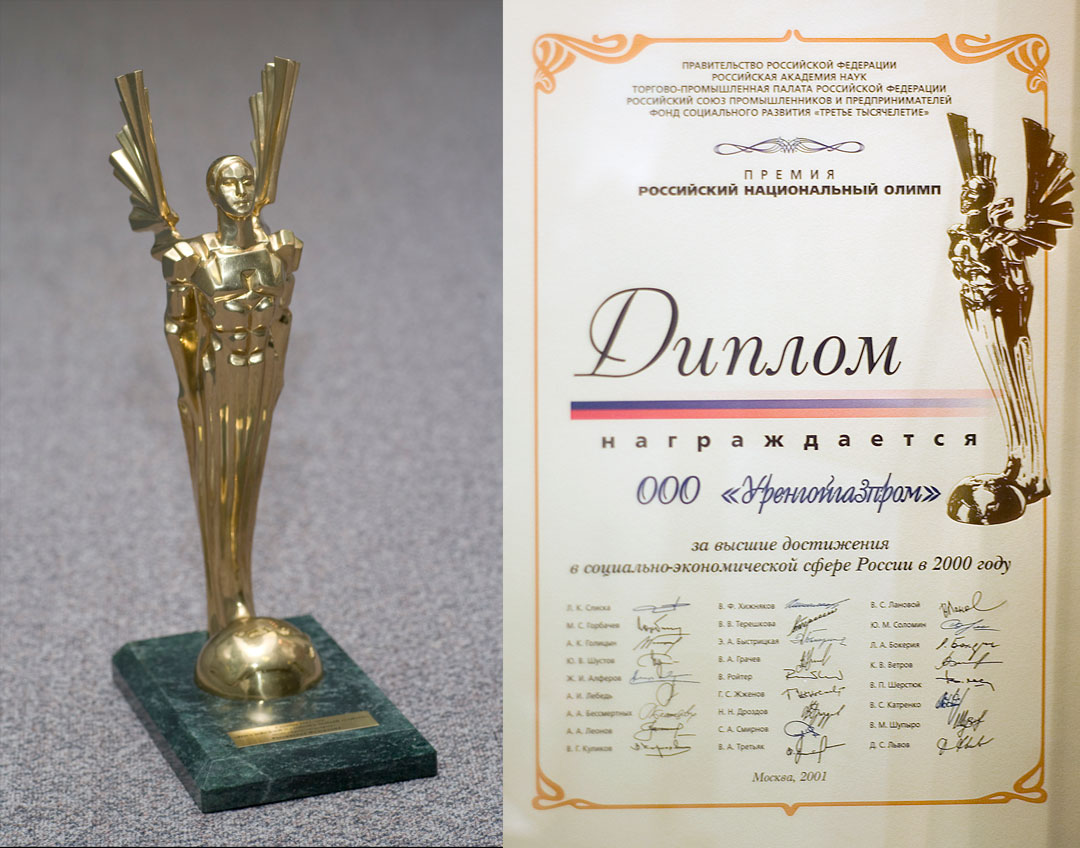 ПРАВИТЕЛЬСТВО РОССИЙСКОЙ ФЕДЕРАЦИИ
РОССИЙСКАЯ АКАДЕМИЯ НАУК
ТОРГОВО-ПРОМЫШЛЕННАЯ ПАЛАТА РОССИЙСКОЙ ФЕДЕРАЦИИ
РОССИЙСКИЙ СОЮЗ ПРОМЫШЛЕННИКОВ И ПРЕДПРИНИМАТЕЛЕЙ
ФОНД СОЦИАЛЬНОГО РАЗВИТИЯ «ТРЕТЬЕ ТЫСЯЧЕЛЕТИЕ»
ПРЕМИЯ
РОССИЙСКИЙ НАЦИОНАЛЬНЫЙ ОЛИМП
Диплом
награждается
ООО «Уренгойгазпром»
за высшие достижения
в социально-экономической сфере России в 2000 году
Л. К. Слиска
М. С. Горбачев
А. К. Голицын
Ю. В. Шустов
Ж. И. Алферов
А. И. Лебедь
А. А. Бессмертных
А. А. Леонов
В. Г. Куликов
В. Ф. Хижняков
В. В. Терешкова
Э. А. Быстрицкая
В. А. Грачев
В. Ройтер
Г. С. Жженов
Н. Н. Дроздов
С. А. Смирнов
В. А. Третьяк
В. С. Лановой
Ю. М. Соломин
Л. А. Бокерия
К. В. Ветров
В. П. Шерстюк
В. С. Катренко
В. М. Шупыро
Д. С. Львов
Москва, 2001